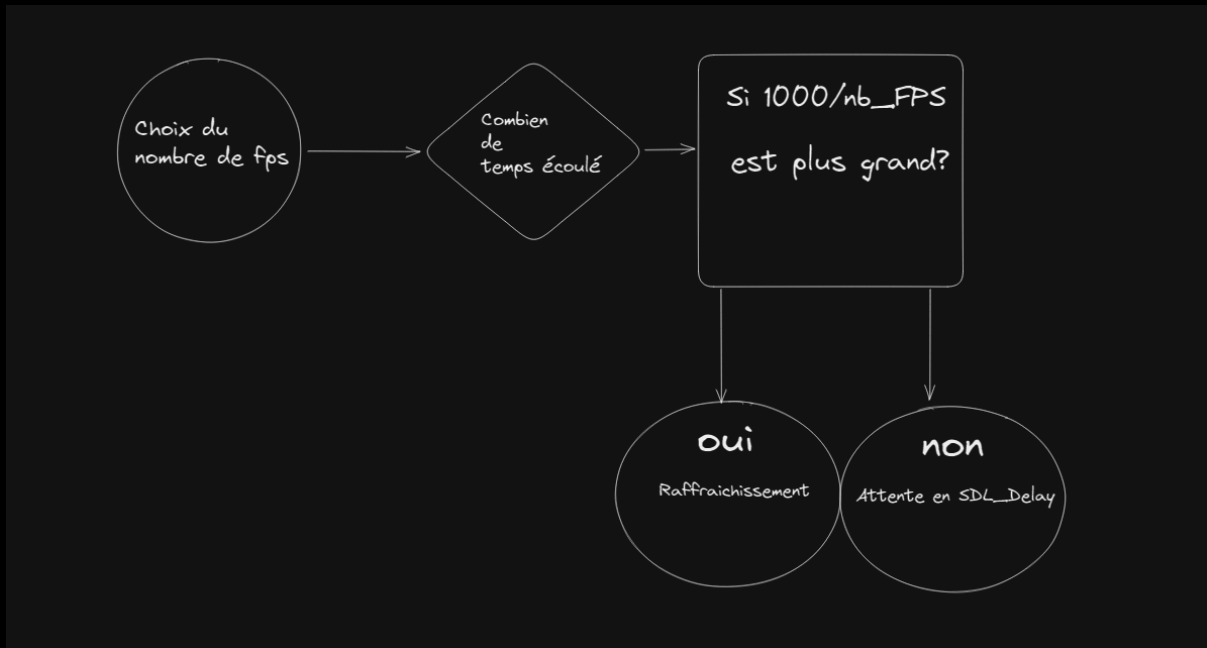 Choix du
nombre de fps
Combien
de
temps écoulé
Si 1000/nb_FPS
est plus grand?
oui
Raffraichissement
non
Attente en SDL_Delay